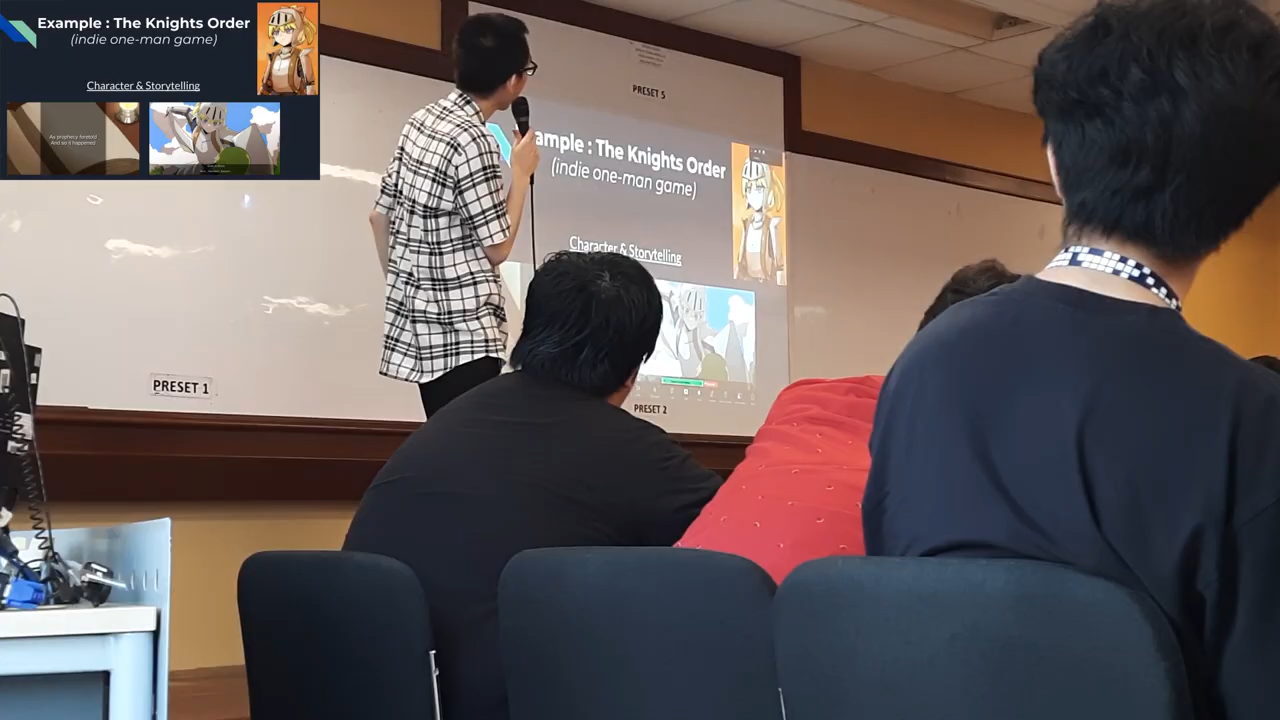 Example : The Knights Order
(indie one-man game)
Character & Storytelling
As prophecy foretold
And so it happened
PRESET 5
ample : The Knights Order
(indie one-man game)
Character & Storytelling
PRESET 1
PRESET 2